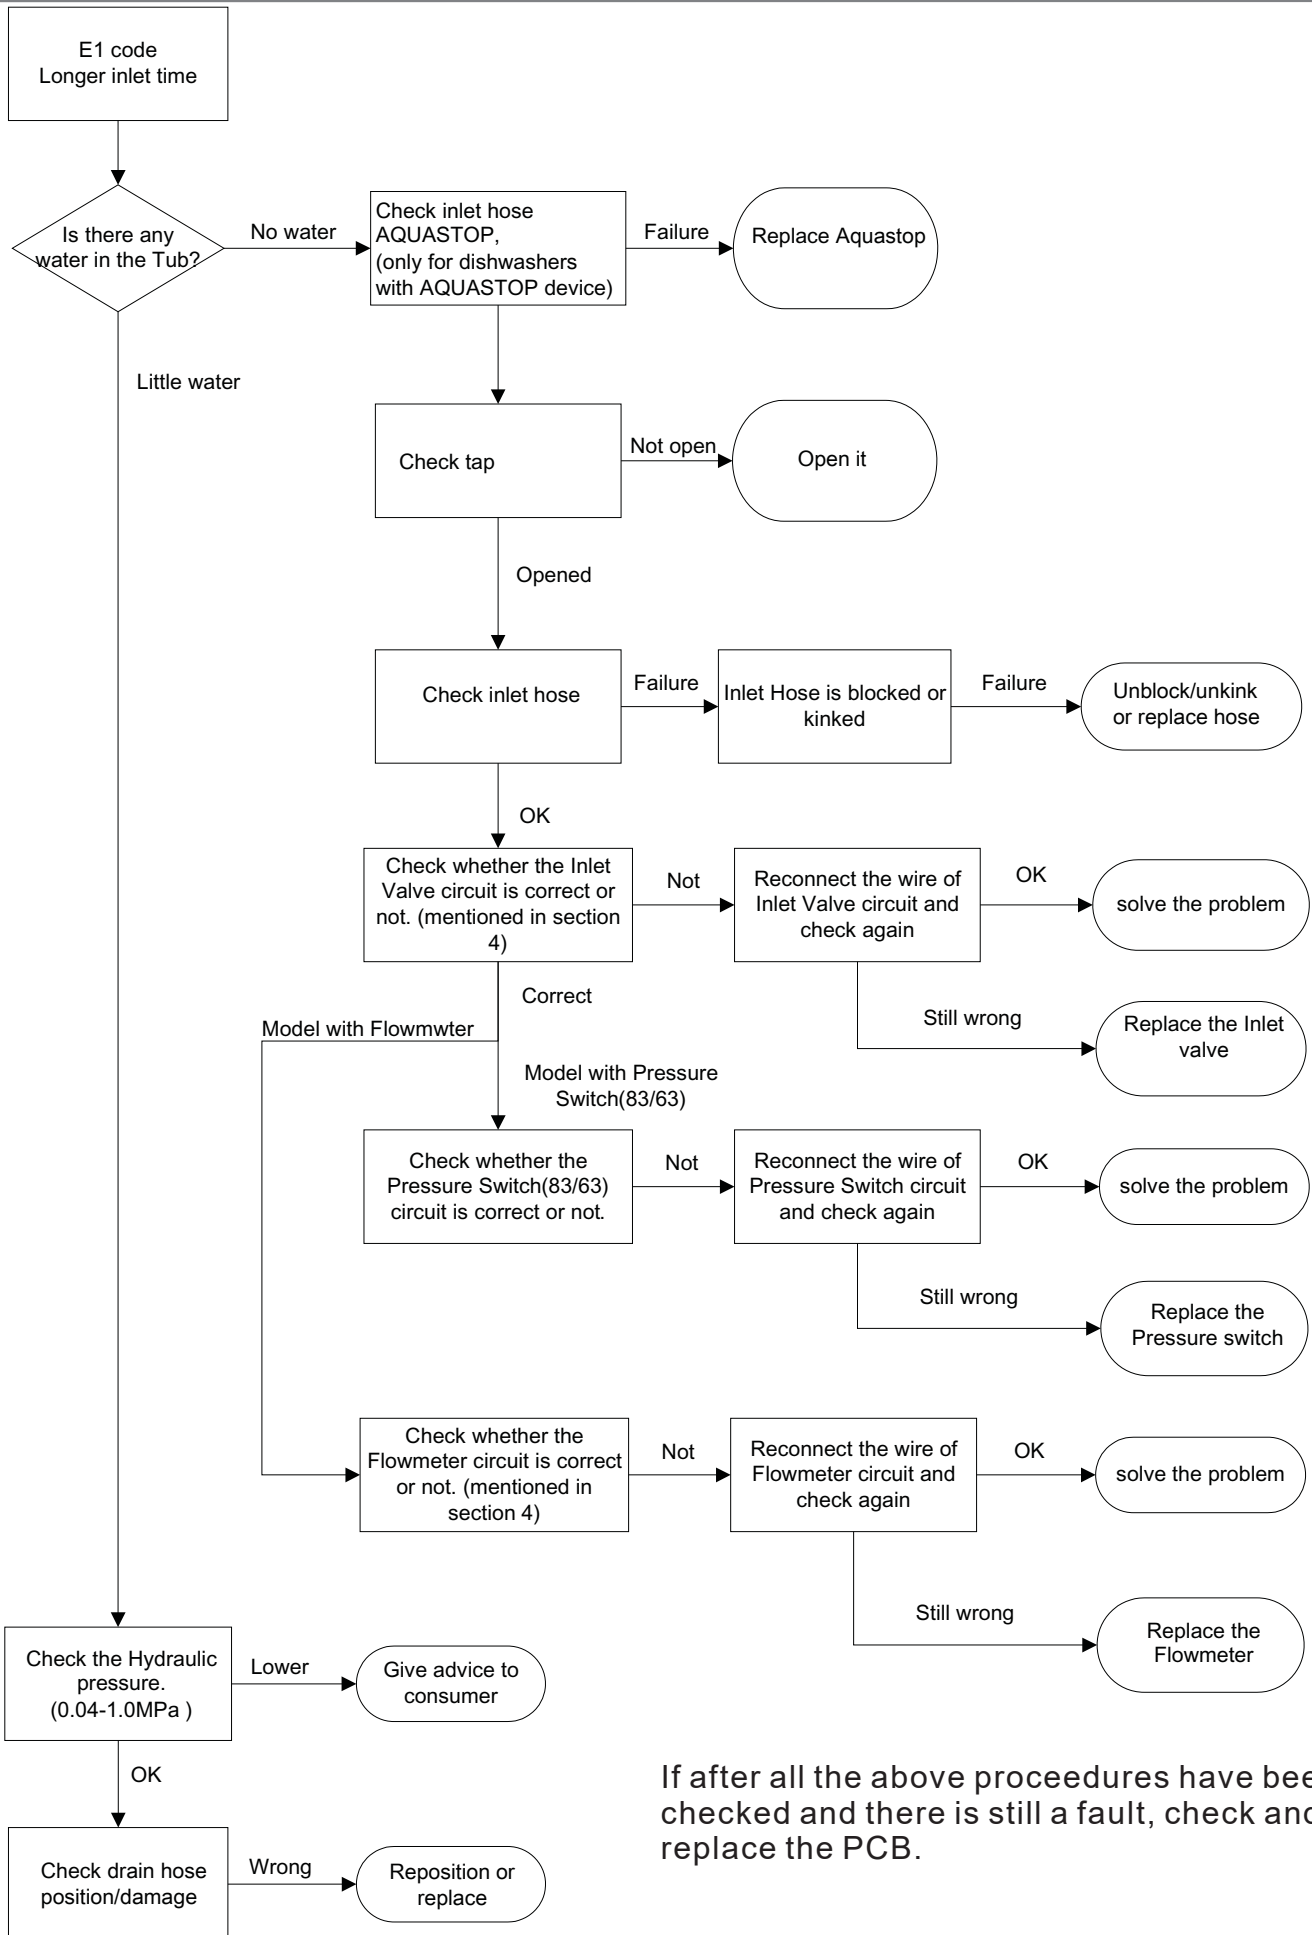 E1 code
Longer inlet time
Is there any
water in the Tub?
No water
Check inlet hose
AQUASTOP,
(only for dishwashers
with AQUASTOP device)
Failure
Replace Aquastop
Little water
Check tap
Not open
Open it
Opened
Check inlet hose
Failure
Inlet Hose is blocked or
kinked
Failure
Unblock/unkink
or replace hose
OK
Check whether the Inlet
Valve circuit is correct or
not. (mentioned in section
4)
Not
Reconnect the wire of
Inlet Valve circuit and
check again
OK
solve the problem
Correct
Still wrong
Replace the Inlet
valve
Model with Flowmwter
Model with Pressure
Switch(83/63)
Check whether the
Pressure Switch(83/63)
circuit is correct or not.
Not
Reconnect the wire of
Pressure Switch circuit
and check again
OK
solve the problem
Still wrong
Replace the
Pressure switch
Check whether the
Flowmeter circuit is correct
or not. (mentioned in
section 4)
Not
Reconnect the wire of
Flowmeter circuit and
check again
OK
solve the problem
Still wrong
Replace the
Flowmeter
Check the Hydraulic
pressure.
(0.04-1.0MPa )
Lower
Give advice to
consumer
OK
Check drain hose
position/damage
Wrong
Reposition or
replace
If after all the above proceedures have bee
checked and there is still a fault, check and
replace the PCB.